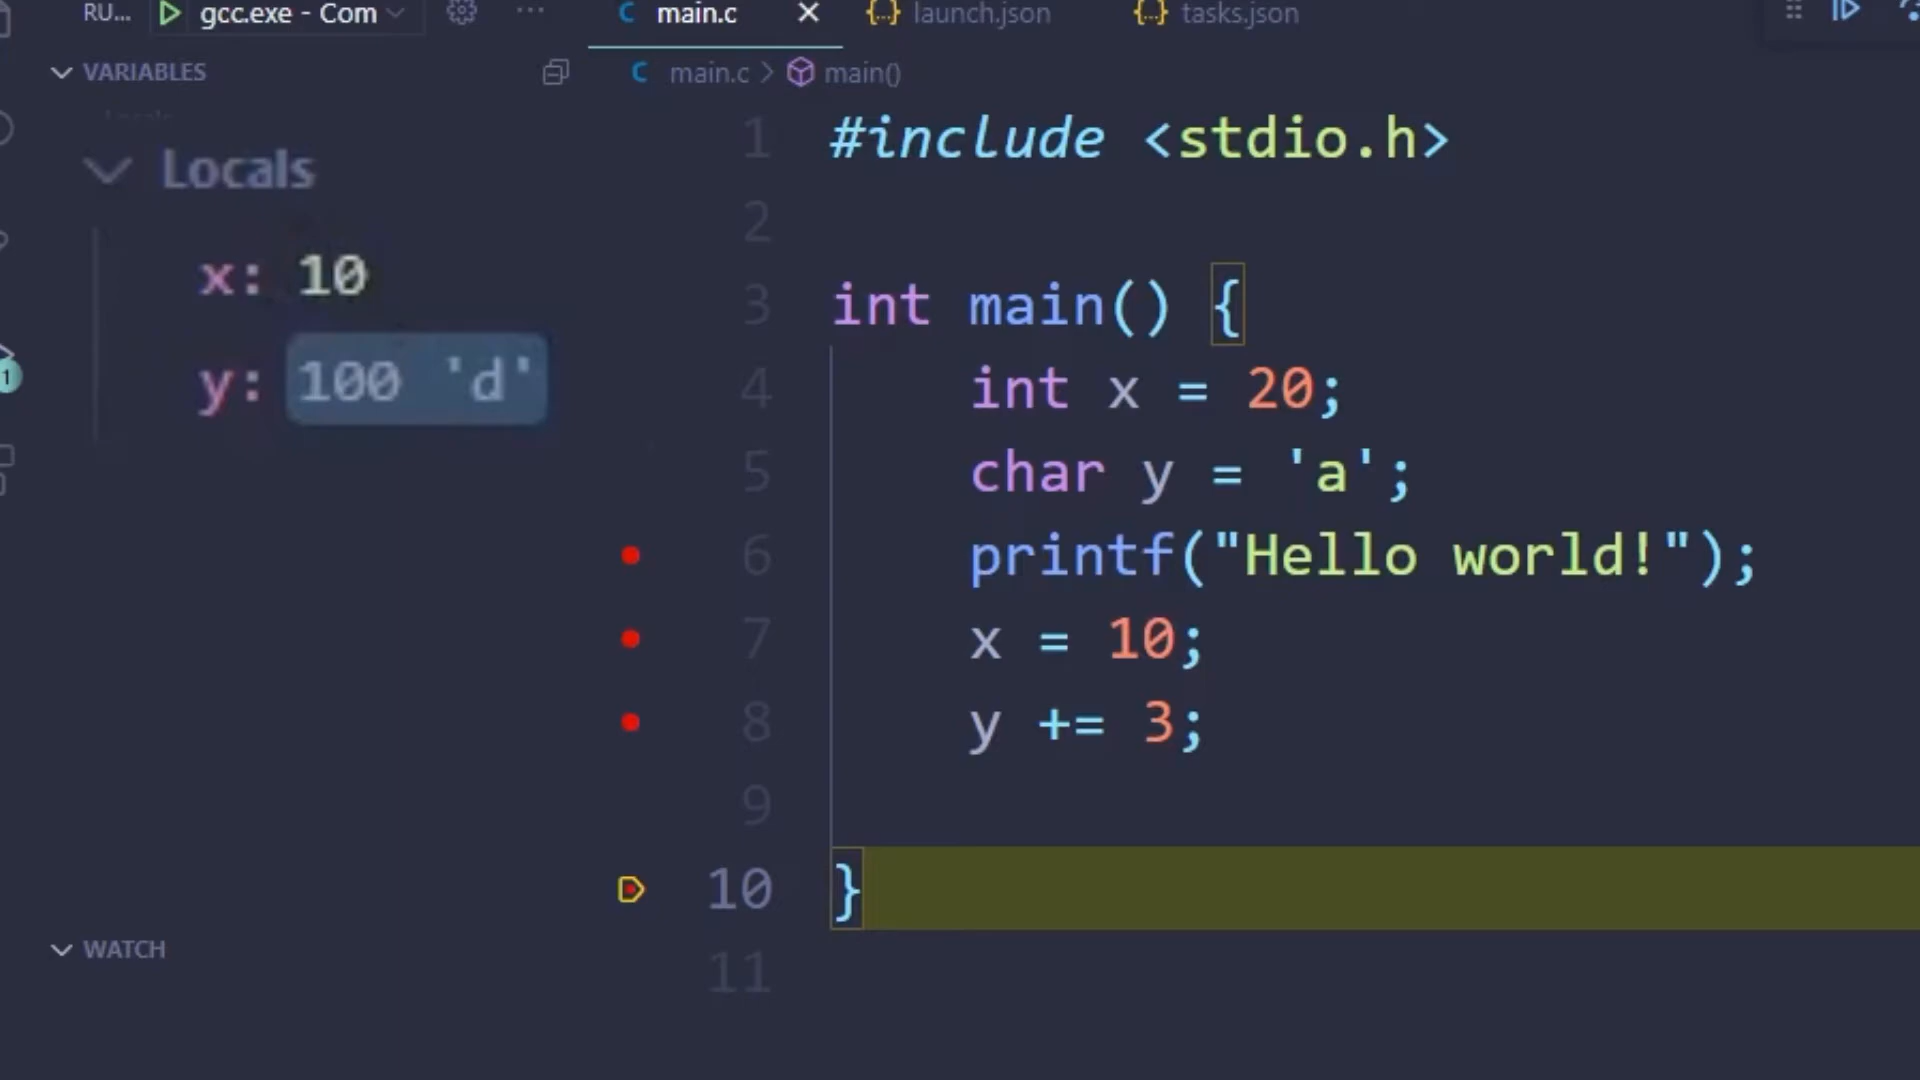 RU... gcc.exe - Com ... main.c launch.json tasks.json
VARIABLES
main.c > main()
Locals
x: 10
y: 100 'd'
1
1 #include <stdio.h>
2
3 int main() {
4 int x = 20;
5 char y = 'a';
6 printf("Hello world!");
7 x = 10;
8 y += 3;
9
10 }
11
WATCH